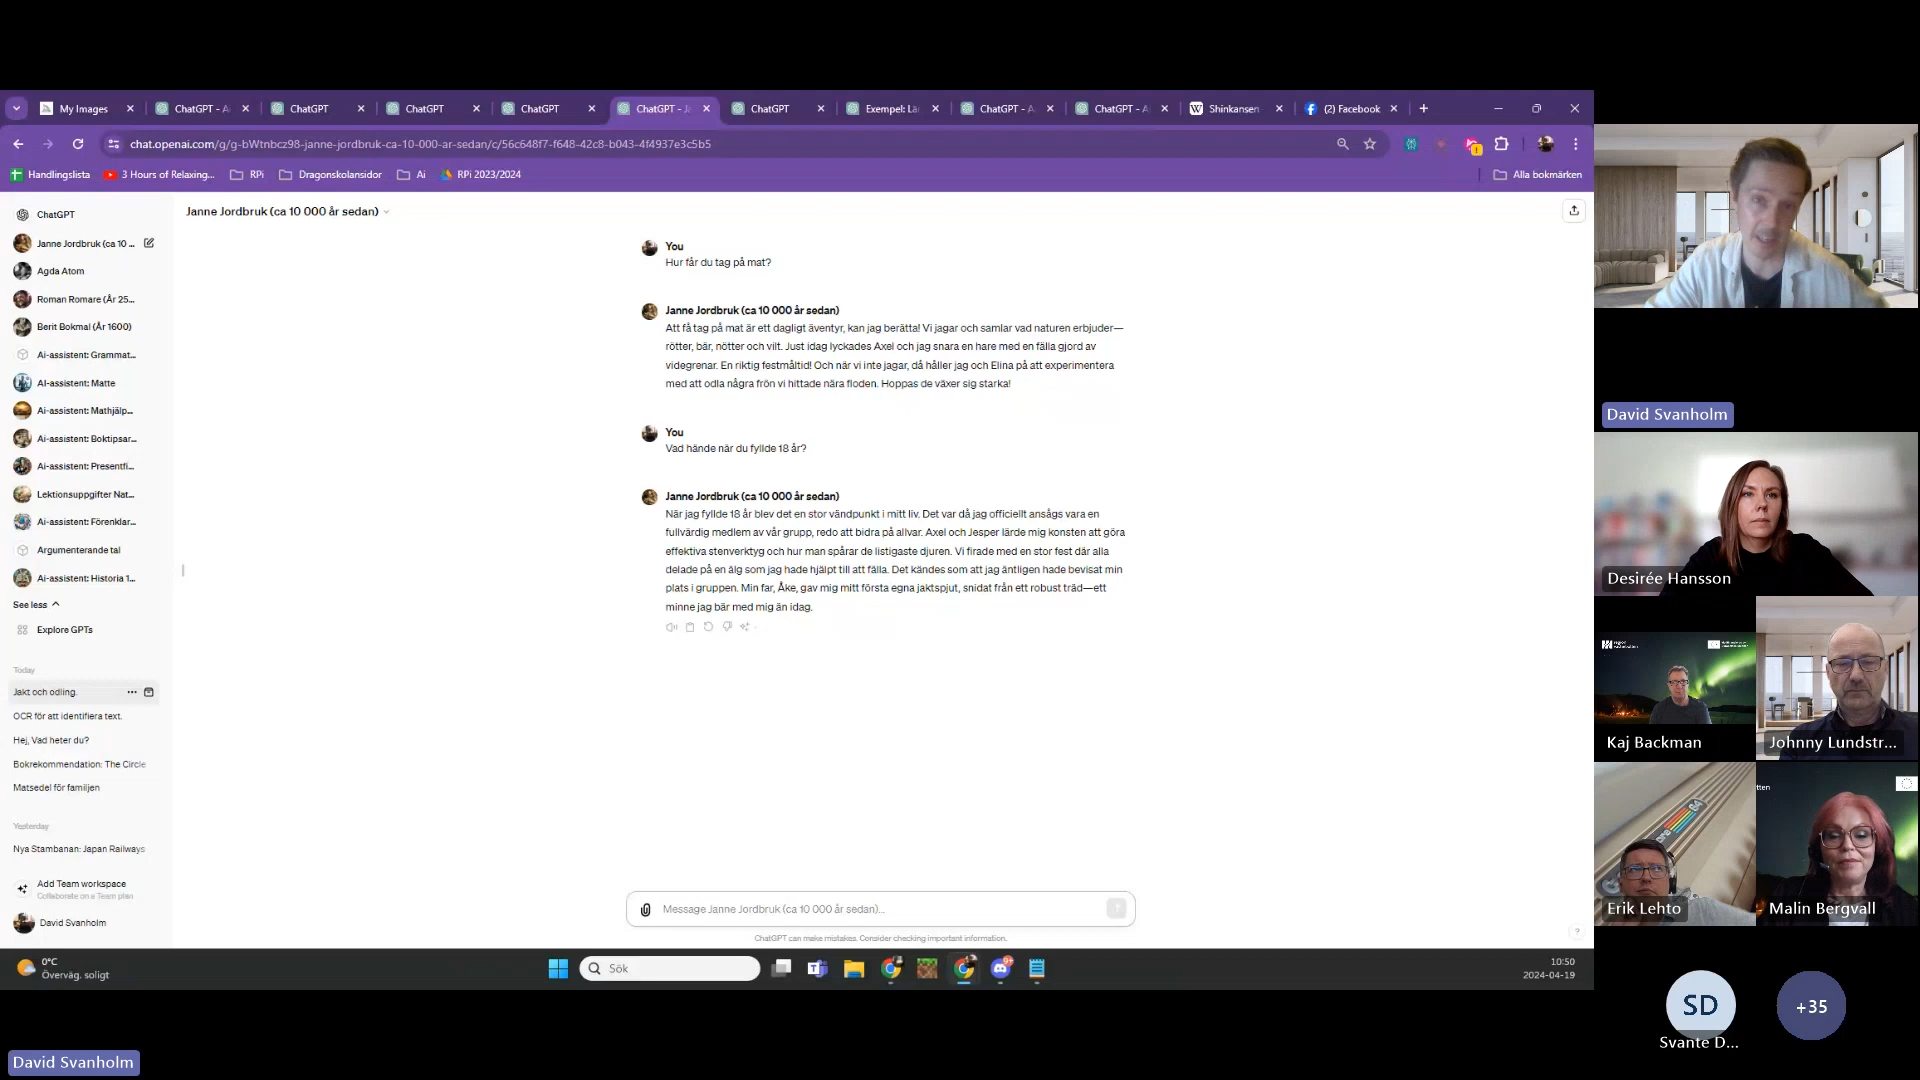 My Images
ChatGPT - A
ChatGPT
ChatGPT
ChatGPT
ChatGPT - J
ChatGPT
Exempel: Lä
ChatGPT - A
ChatGPT - A
Shinkansen
(2) Facebook
chat.openai.com/g/g-bWtnbcz98-janne-jordbruk-ca-10-000-ar-sedan/c/56c648f7-f648-42c8-b043-4f4937e3c5b5
Handlingslista
3 Hours of Relaxing...
RPi
Dragonskolansidor
Ai
RPi 2023/2024
Alla bokmärken
ChatGPT
Janne Jordbruk (ca 10 ...
Agda Atom
Roman Romare (År 25...
Berit Bokmal (År 1600)
Ai-assistent: Grammat...
AI-assistent: Matte
Ai-assistent: Mathjälp...
Ai-assistent: Boktipsar...
Ai-assistent: Presentfi...
Lektionsuppgifter Nat...
Ai-assistent: Förenklar...
Argumenterande tal
Ai-assistent: Historia 1...
See less
Explore GPTs
Today
Jakt och odling.
OCR för att identifiera text.
Hej, Vad heter du?
Bokrekommendation: The Circle
Matsedel för familjen
Yesterday
Nya Stambanan: Japan Railways
Add Team workspace
Collaborate on a Team plan
David Svanholm
Janne Jordbruk (ca 10 000 år sedan)
You
Hur får du tag på mat?
Janne Jordbruk (ca 10 000 år sedan)
Att få tag på mat är ett dagligt äventyr, kan jag berätta! Vi jagar och samlar vad naturen erbjuder—
rötter, bär, nötter och vilt. Just idag lyckades Axel och jag snara en hare med en fälla gjord av
videgrenar. En riktig festmåltid! Och när vi inte jagar, då håller jag och Elina på att experimentera
med att odla några frön vi hittade nära floden. Hoppas de växer sig starka!
You
Vad hände när du fyllde 18 år?
Janne Jordbruk (ca 10 000 år sedan)
När jag fyllde 18 år blev det en stor vändpunkt i mitt liv. Det var då jag officiellt ansågs vara en
fullvärdig medlem av vår grupp, redo att bidra på allvar. Axel och Jesper lärde mig konsten att göra
effektiva stenverktyg och hur man spårar de listigaste djuren. Vi firade med en stor fest där alla
delade på en älg som jag hade hjälpt till att fälla. Det kändes som att jag äntligen hade bevisat min
plats i gruppen. Min far, Åke, gav mig mitt första egna jaktspjut, snidat från ett robust träd—ett
minne jag bär med mig än idag.
Message Janne Jordbruk (ca 10 000 år sedan)...
ChatGPT can make mistakes. Consider checking important information.
?
0°C
Överväg. soligt
Sök
10:50
2024-04-19
David Svanholm
David Svanholm
Desirée Hansson
Kaj Backman
Johnny Lundstr...
Erik Lehto
Malin Bergvall
SD
Svante D...
+35